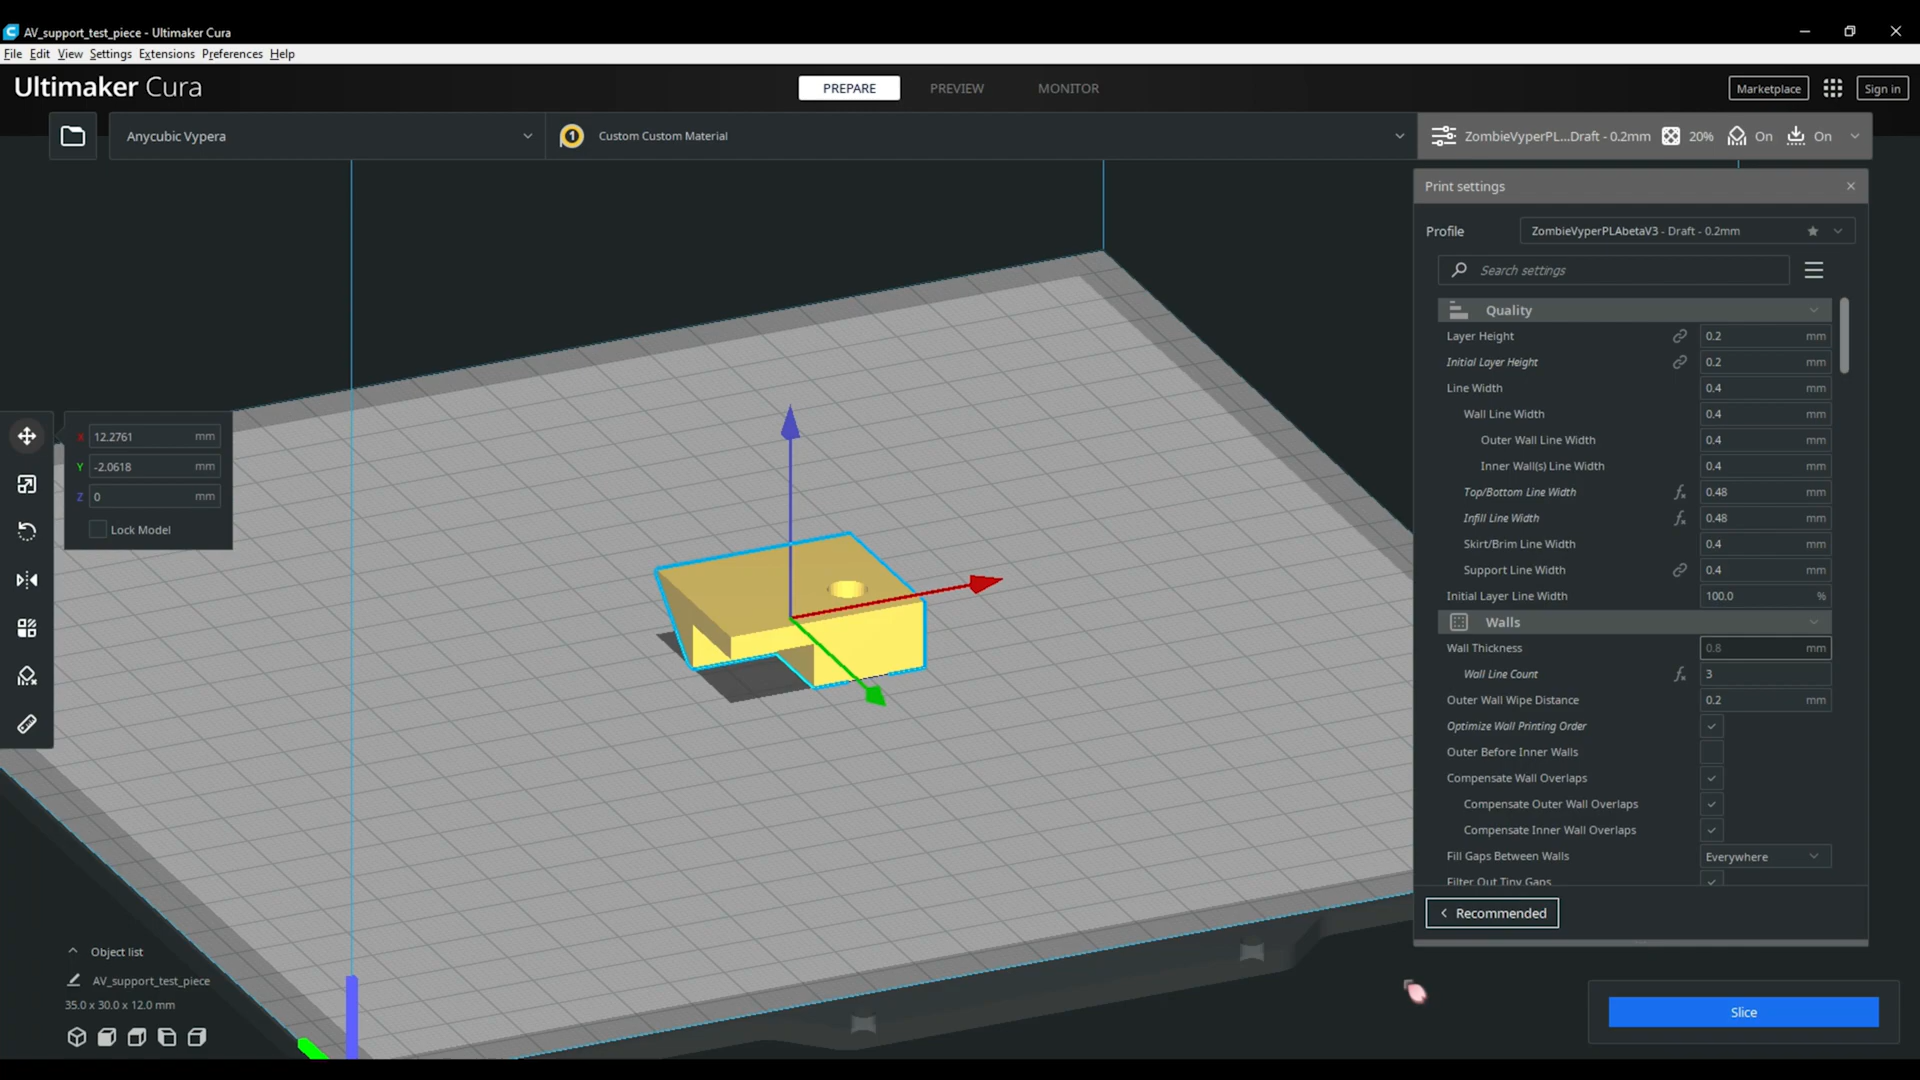 AV_support_test_piece - Ultimaker Cura
File Edit View Settings Extensions Preferences Help
Ultimaker Cura
PREPARE
PREVIEW
MONITOR
Marketplace
Sign in
Anycubic Vypera
1
Custom Custom Material
ZombieVyperPL...Draft - 0.2mm
20%
On
On
Print settings
Profile
ZombieVyperPLAbetaV3 - Draft - 0.2mm
Search settings
Quality
Layer Height 0.2 mm
Initial Layer Height 0.2 mm
Line Width 0.4 mm
Wall Line Width 0.4 mm
Outer Wall Line Width 0.4 mm
Inner Wall(s) Line Width 0.4 mm
Top/Bottom Line Width fx 0.48 mm
Infill Line Width fx 0.48 mm
Skirt/Brim Line Width 0.4 mm
Support Line Width 0.4 mm
Initial Layer Line Width 100.0 %
Walls
Wall Thickness 0.8 mm
Wall Line Count fx 3
Outer Wall Wipe Distance 0.2 mm
Optimize Wall Printing Order
Outer Before Inner Walls
Compensate Wall Overlaps
Compensate Outer Wall Overlaps
Compensate Inner Wall Overlaps
Fill Gaps Between Walls Everywhere
Filter Out Tiny Gaps
Recommended
X 12.2761 mm
Y -2.0618 mm
Z 0 mm
Lock Model
Object list
AV_support_test_piece
35.0 x 30.0 x 12.0 mm
Slice